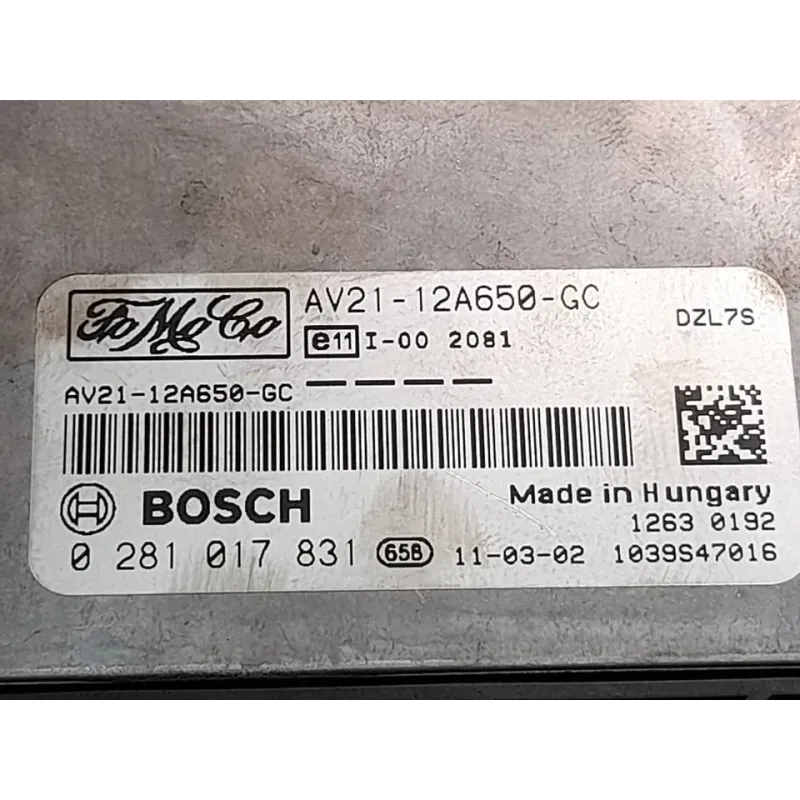 FoMoCo
AV21-12A650-GC
DZL7S
e11 I-00 2081
AV21-12A650-GC
BOSCH
Made in Hungary
1263 0192
0 281 017 831 658 11-03-02 1039S47016